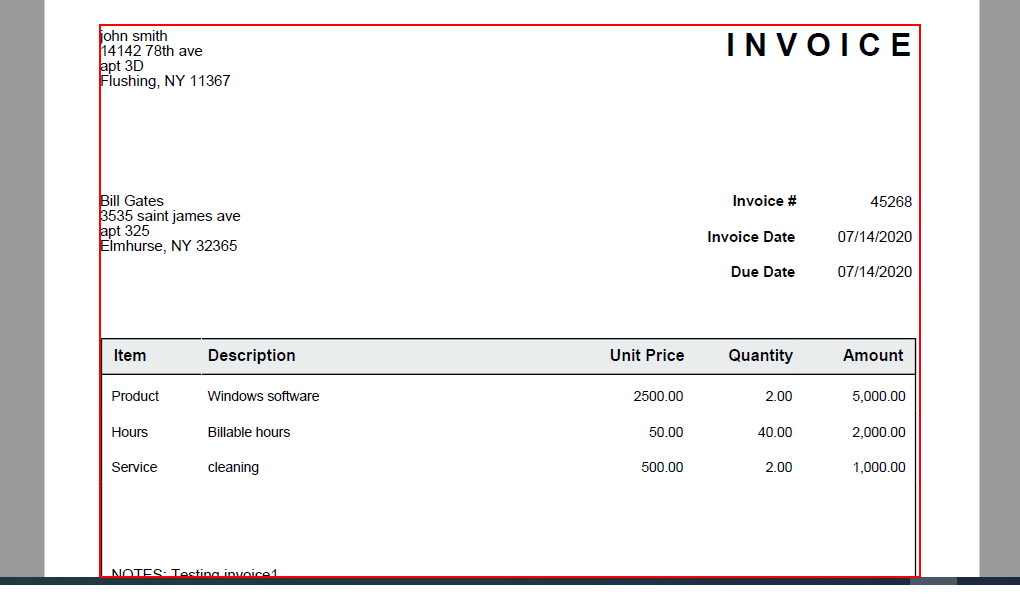 john smith
14142 78th ave
apt 3D
Flushing, NY 11367
INVOICE
Bill Gates
3535 saint james ave
apt 325
Elmhurse, NY 32365
Invoice # 45268
Invoice Date 07/14/2020
Due Date 07/14/2020
Item Description Unit Price Quantity Amount
Product Windows software 2500.00 2.00 5,000.00
Hours Billable hours 50.00 40.00 2,000.00
Service cleaning 500.00 2.00 1,000.00
NOTES: Testing invoice1